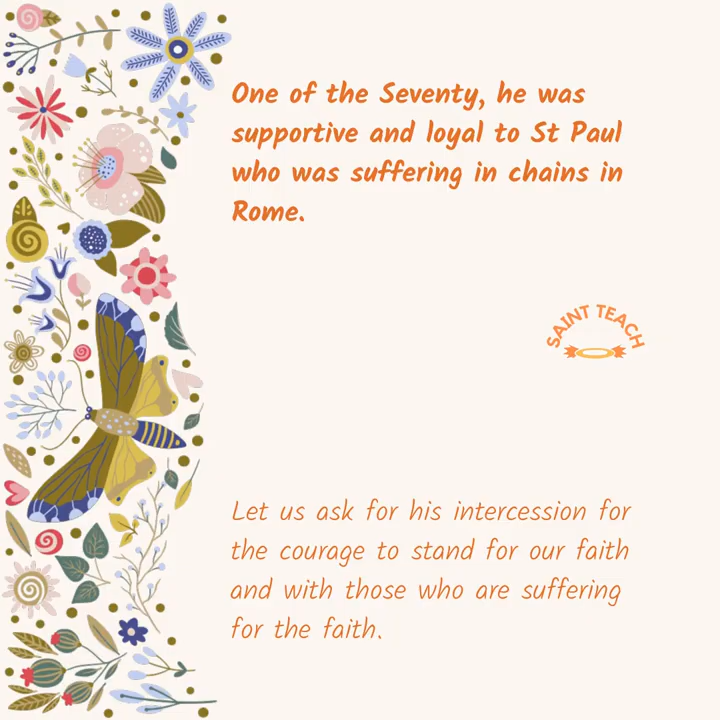 One of the Seventy, he was
supportive and loyal to St Paul
who was suffering in chains in
Rome.
SAINT TEACH
Let us ask for his intercession for
the courage to stand for our faith
and with those who are suffering
for the faith.